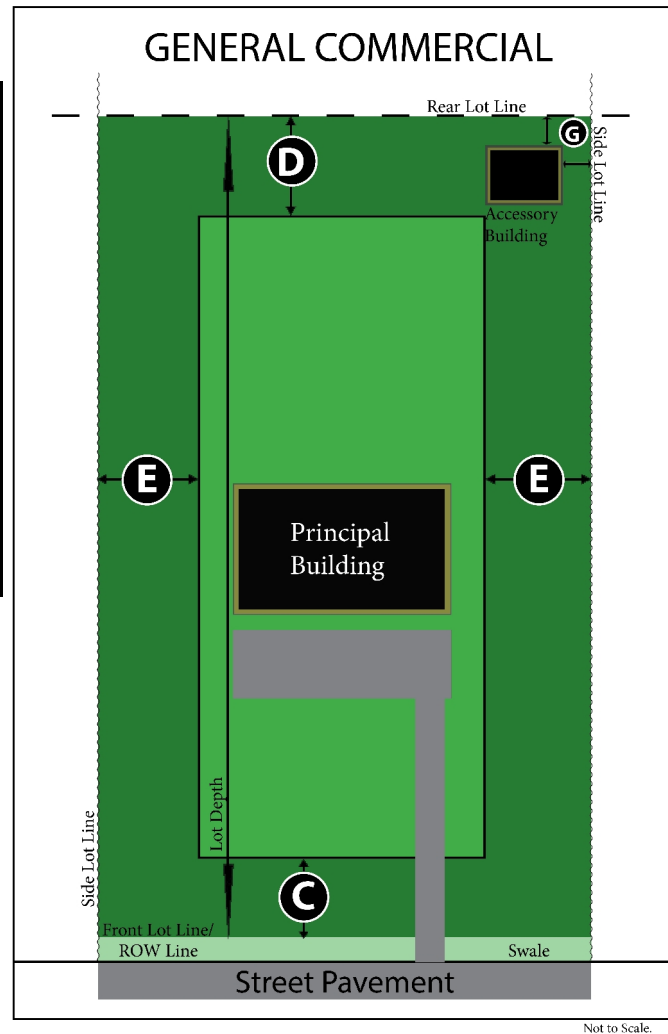 GENERAL COMMERCIAL
Rear Lot Line
D
G
Side Lot Line
Accessory
Building
E
E
Principal
Building
Lot Depth
Side Lot Line
C
Front Lot Line/
ROW Line
Swale
Street Pavement
Not to Scale.